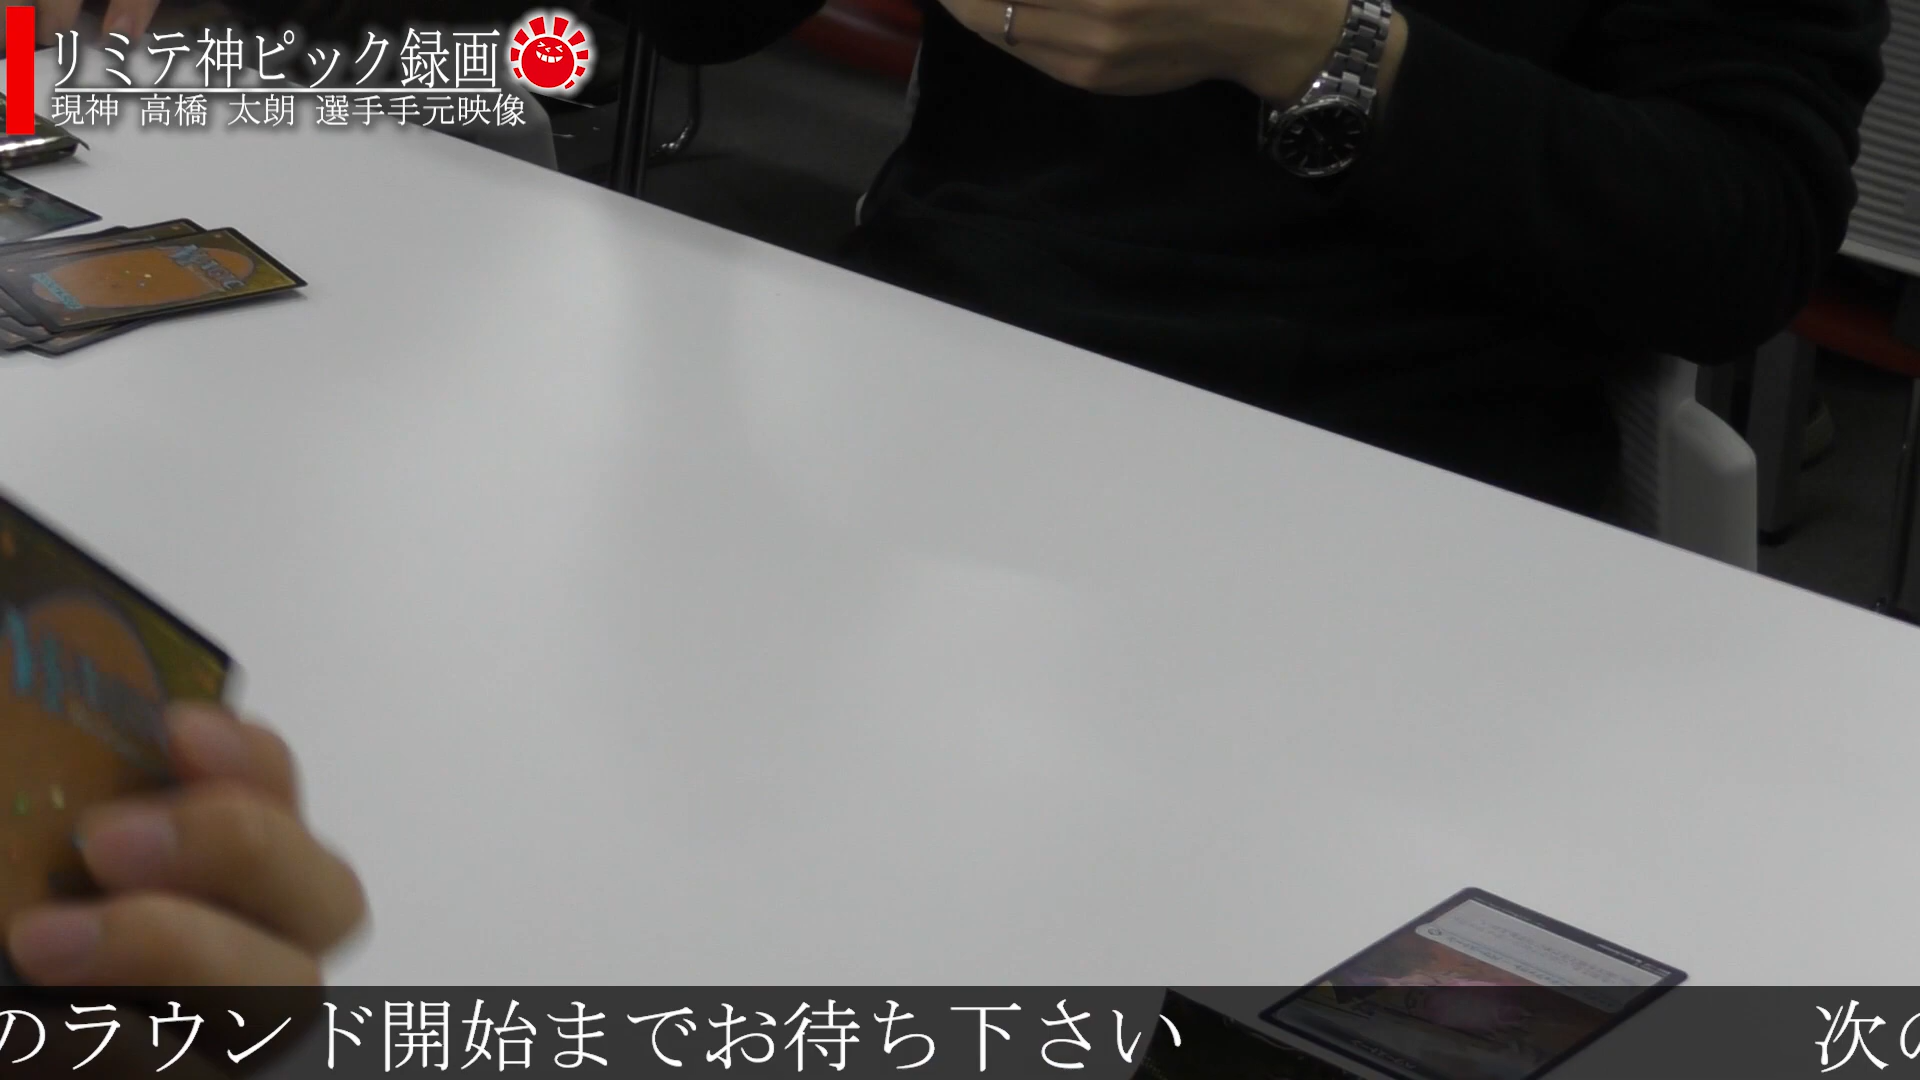 リミテ神ピック録画
現神 高橋 太朗 選手手元映像
MAGIC
のラウンド開始までお待ち下さい
次の